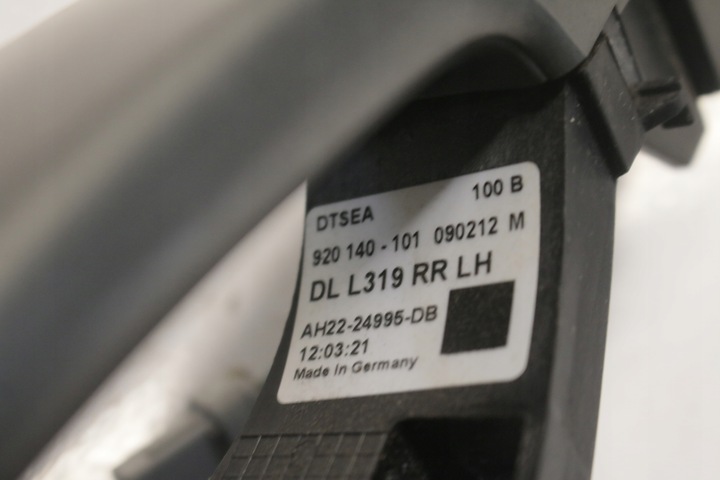 DTSEA 100 B
920 140 - 101 090212 M
DL L319 RR LH
AH22-24995-DB
12:03:21
Made in Germany